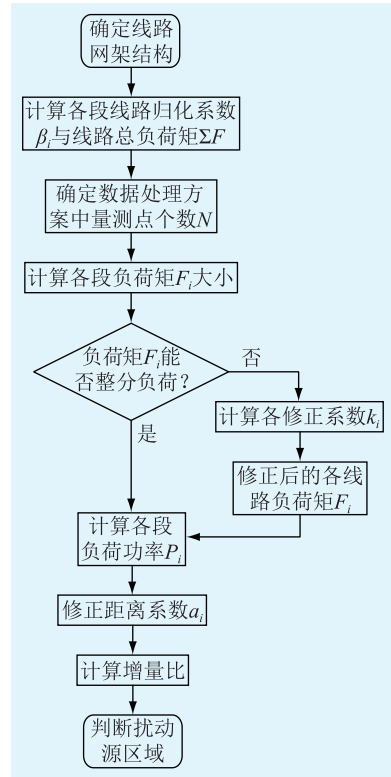 确定线路
网架结构
计算各段线路归化系数
βi与线路总负荷矩ΣF
确定数据处理方
案中量测点个数N
计算各段负荷矩Fi大小
负荷矩Fi能
否整分负荷？
否
是
计算各修正系数ki
修正后的各线
路负荷矩Fi
计算各段
负荷功率Pi
修正距离系数ai
计算增量比
判断扰动
源区域